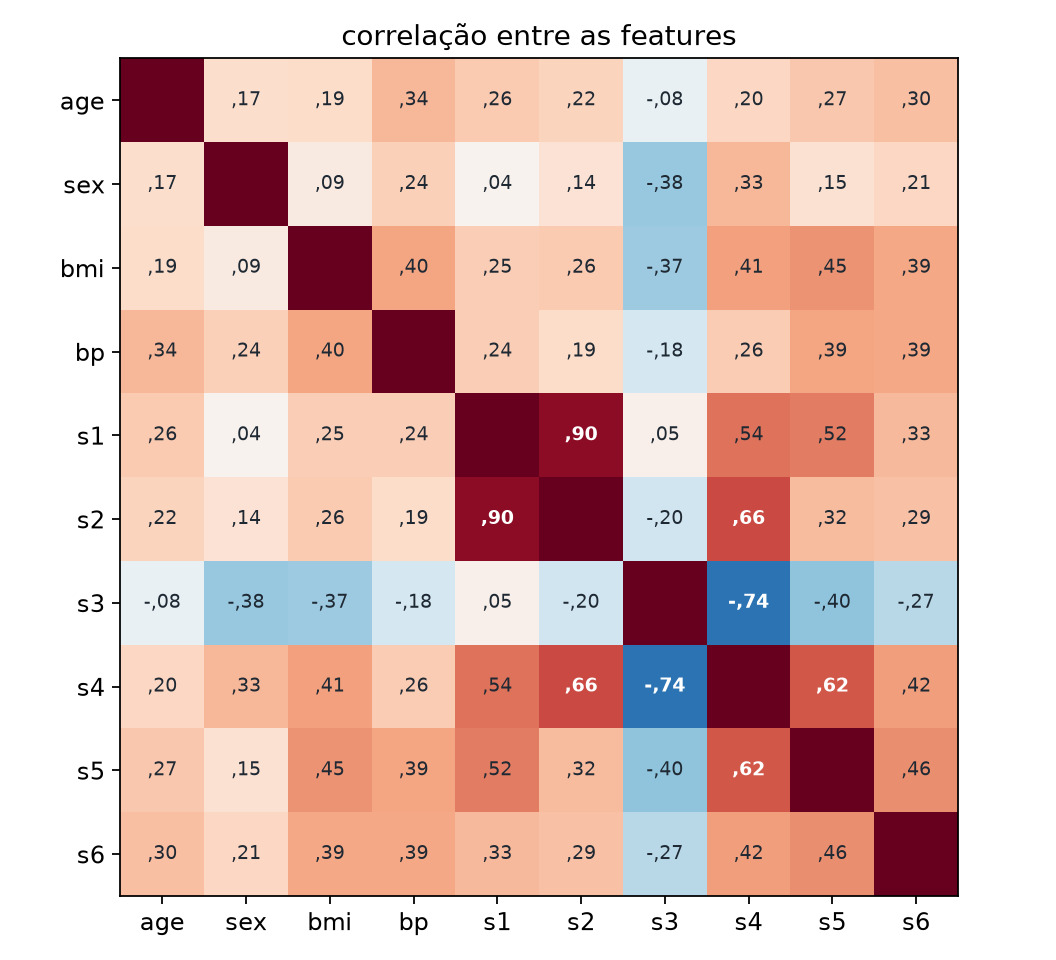 correlação entre as features
age ,17 ,19 ,34 ,26 ,22 -,08 ,20 ,27 ,30
sex ,17 ,09 ,24 ,04 ,14 -,38 ,33 ,15 ,21
bmi ,19 ,09 ,40 ,25 ,26 -,37 ,41 ,45 ,39
bp ,34 ,24 ,40 ,24 ,19 -,18 ,26 ,39 ,39
s1 ,26 ,04 ,25 ,24 ,90 ,05 ,54 ,52 ,33
s2 ,22 ,14 ,26 ,19 ,90 -,20 ,66 ,32 ,29
s3 -,08 -,38 -,37 -,18 ,05 -,20 -,74 -,40 -,27
s4 ,20 ,33 ,41 ,26 ,54 ,66 -,74 ,62 ,42
s5 ,27 ,15 ,45 ,39 ,52 ,32 -,40 ,62 ,46
s6 ,30 ,21 ,39 ,39 ,33 ,29 -,27 ,42 ,46
age sex bmi bp s1 s2 s3 s4 s5 s6